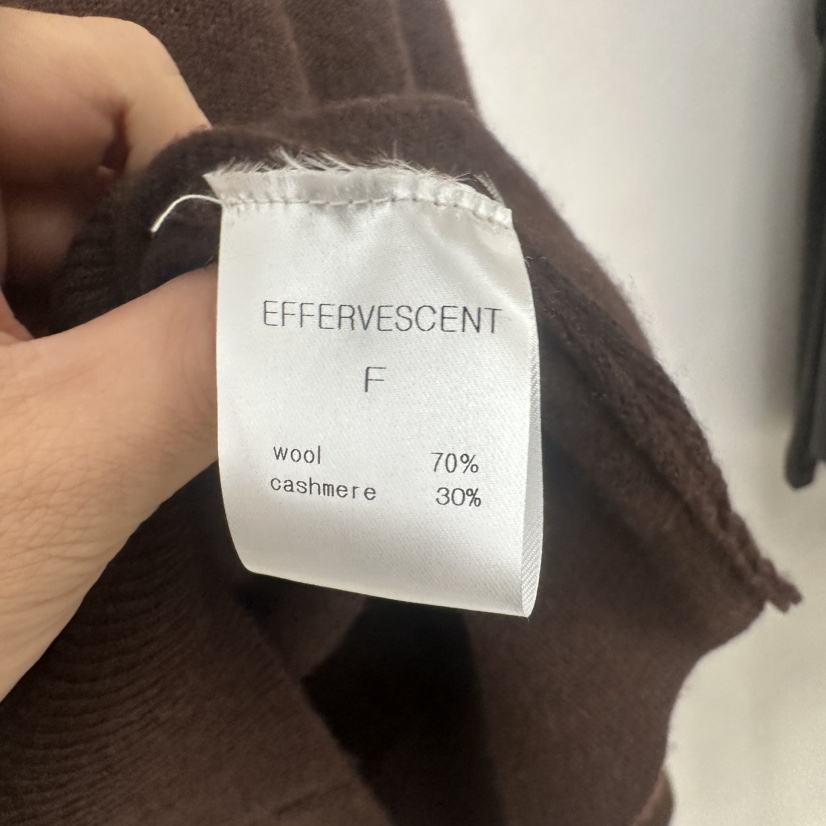 EFFERVESCENT
F
wool 70%
cashmere 30%